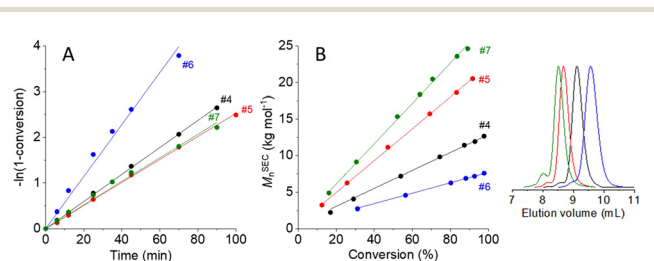 A
-ln(1-conversion)
4
3
2
1
0
#6
#4
#5
#7
0 20 40 60 80 100
Time (min)
B
Mn^SEC (kg mol^-1)
25
20
15
10
5
0
#7
#5
#4
#6
0 20 40 60 80 100
Conversion (%)
7 8 9 10 11
Elution volume (mL)